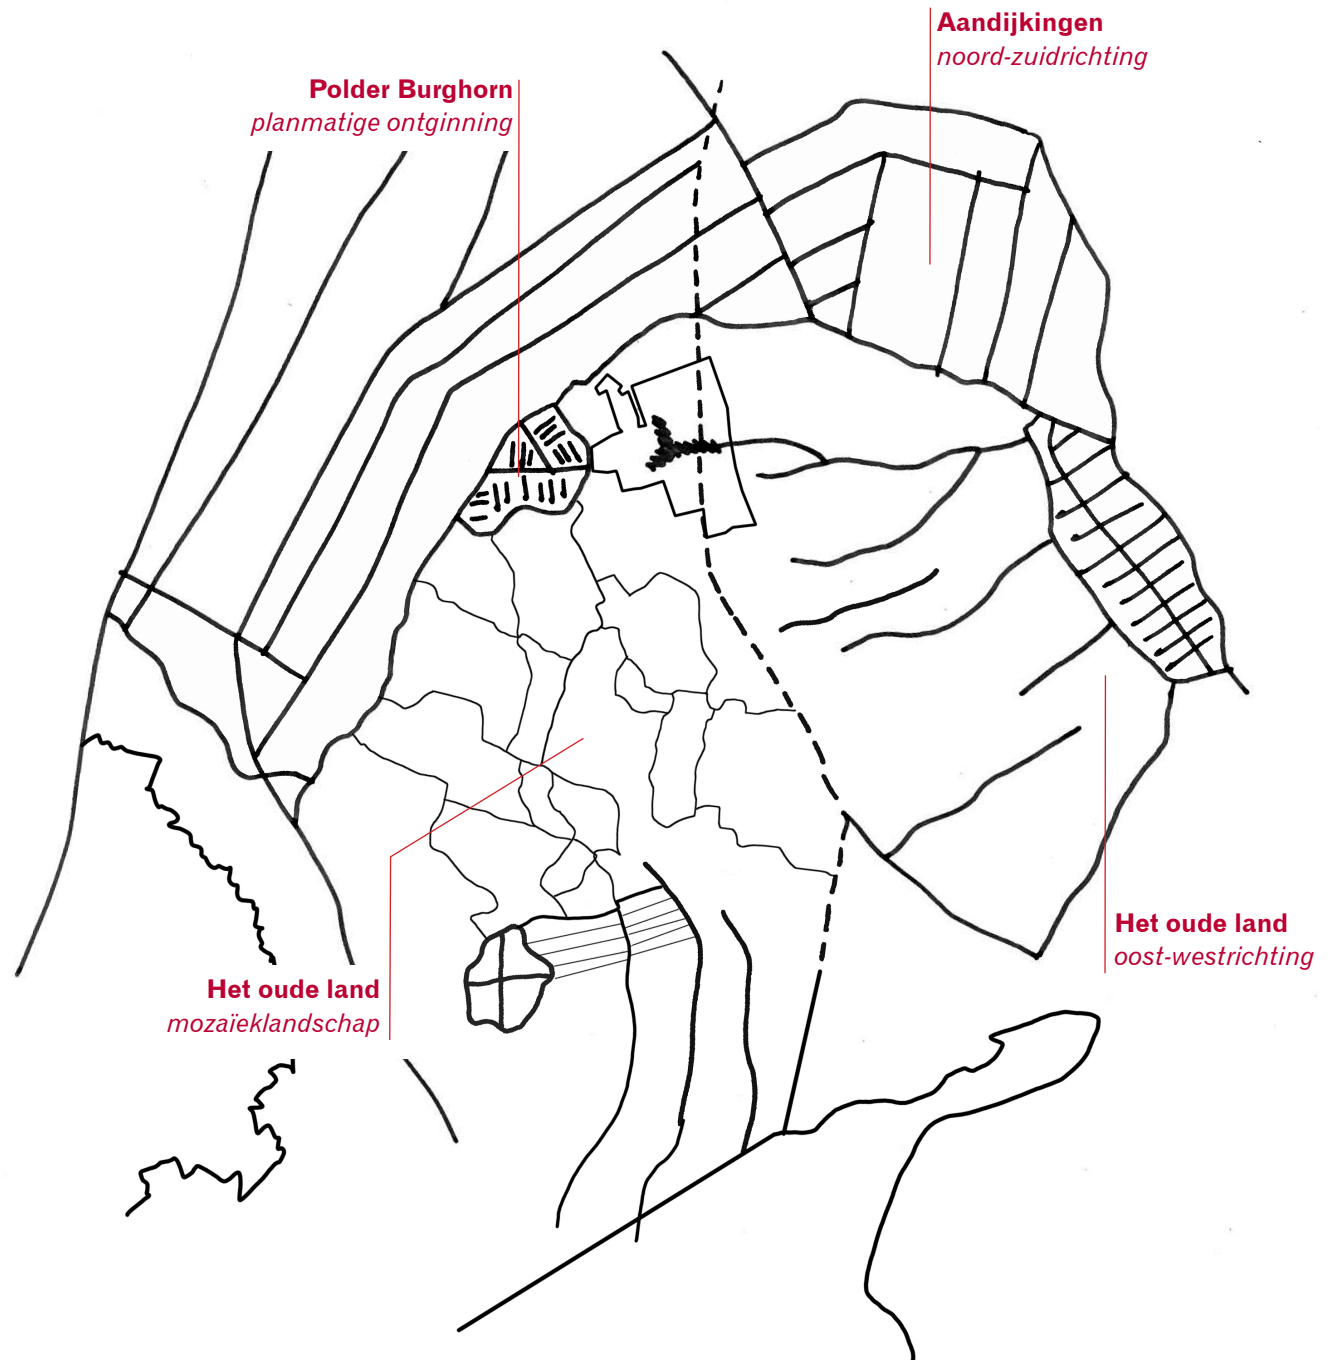 Aandijkingen
noord-zuidrichting
Polder Burghorn
planmatige ontginning
Het oude land
oost-westrichting
Het oude land
mozaïeklandschap